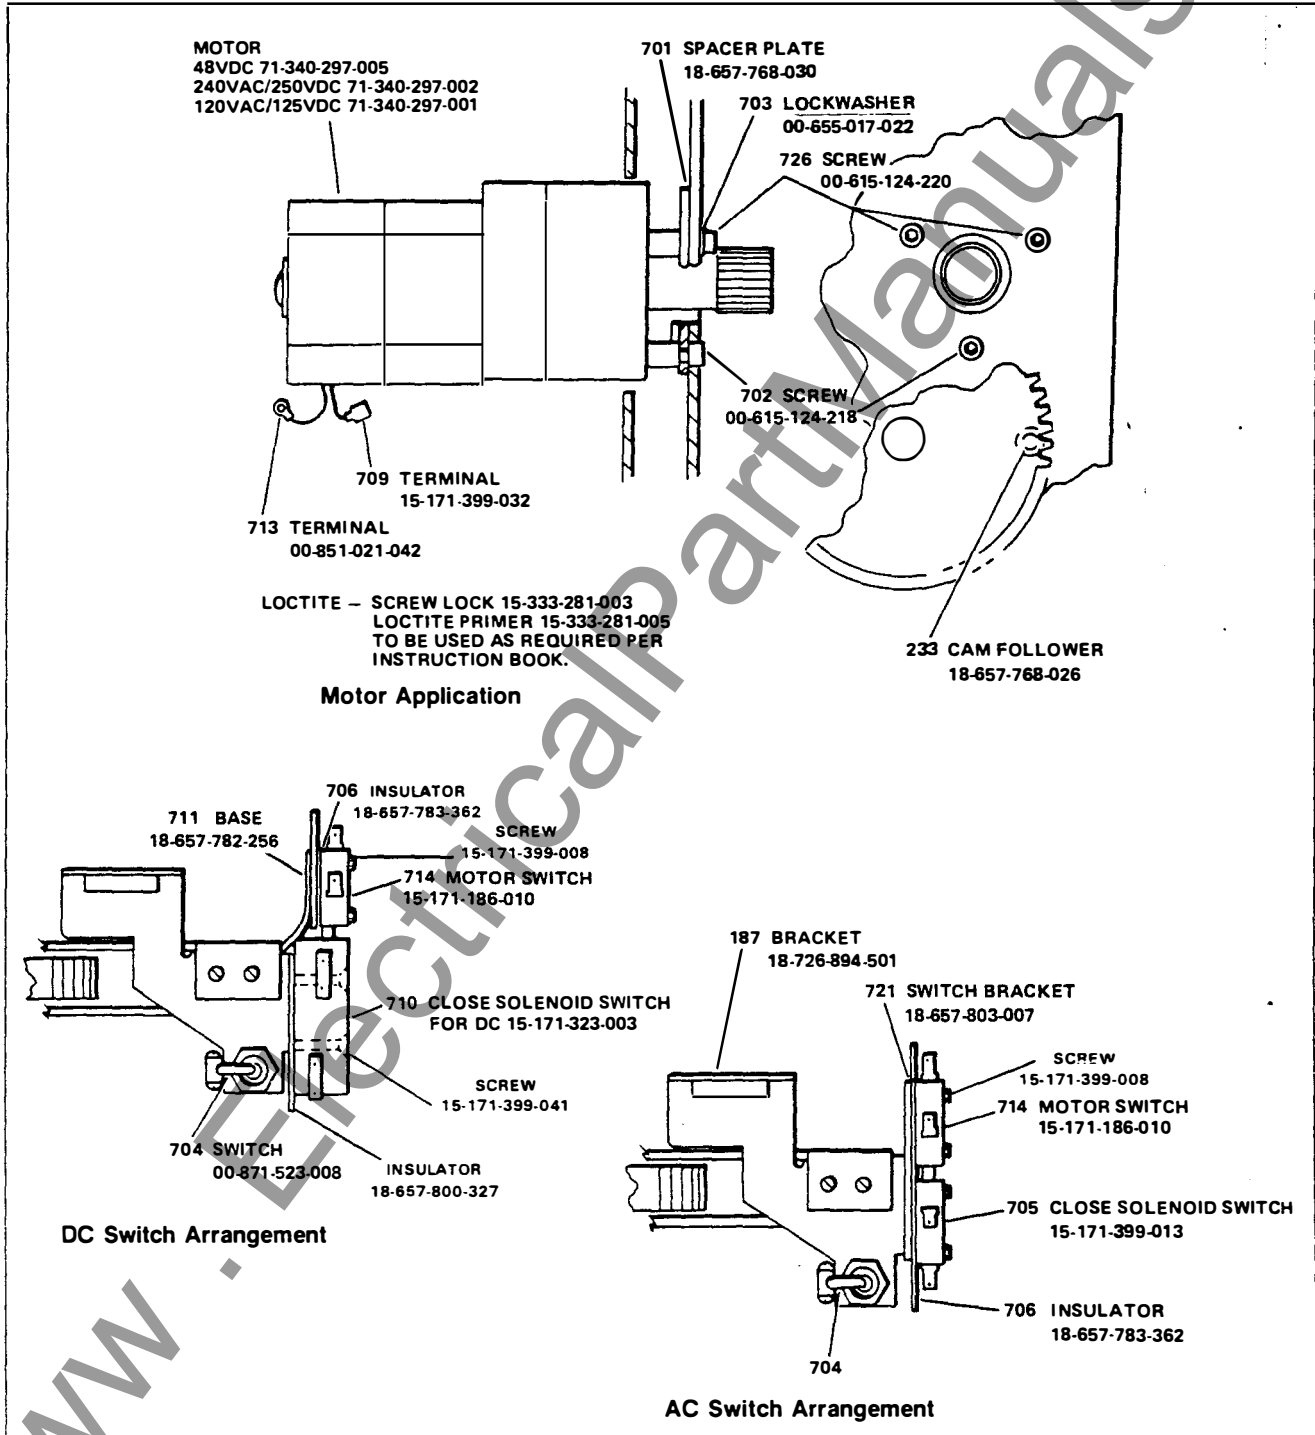 MOTOR
48VDC 71-340-297-005
240VAC/250VDC 71-340-297-002
120VAC/125VDC 71-340-297-001
701 SPACER PLATE
18-657-768-030
703 LOCKWASHER
00-655-017-022
726 SCREW
00-615-124-220
702 SCREW
00-615-124-218
709 TERMINAL
15-171-399-032
713 TERMINAL
00-851-021-042
LOCTITE – SCREW LOCK 15-333-281-003
LOCTITE PRIMER 15-333-281-005
TO BE USED AS REQUIRED PER
INSTRUCTION BOOK.
233 CAM FOLLOWER
18-657-768-026
Motor Application
706 INSULATOR
18-657-783-362
711 BASE
18-657-782-256
SCREW
15-171-399-008
714 MOTOR SWITCH
15-171-186-010
710 CLOSE SOLENOID SWITCH
FOR DC 15-171-323-003
SCREW
15-171-399-041
704 SWITCH
00-871-523-008
INSULATOR
18-657-800-327
DC Switch Arrangement
187 BRACKET
18-726-894-501
721 SWITCH BRACKET
18-657-803-007
SCREW
15-171-399-008
714 MOTOR SWITCH
15-171-186-010
705 CLOSE SOLENOID SWITCH
15-171-399-013
706 INSULATOR
18-657-783-362
704
AC Switch Arrangement
ww.ElectricalPartManuals